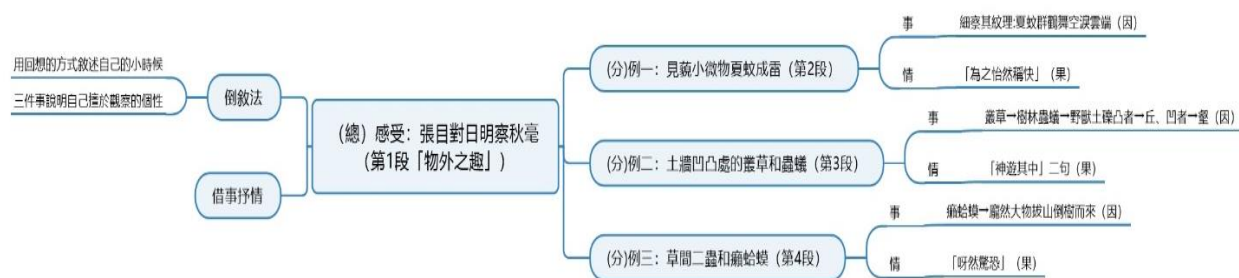 用回想的方式敘述自己的小時候
三件事說明自己擅於觀察的個性
倒敘法
借事抒情
(總) 感受：張目對日明察秋毫
(第1段「物外之趣」)
(分)例一：見藐小微物夏蚊成雷 (第2段)
事
細察其紋理:夏蚊群鶴舞空淚雲端 (因)
情
「為之怡然稱快」 (果)
(分)例二：土牆凹凸處的叢草和蟲蟻 (第3段)
事
叢草→樹林蟲蟻→野獸土礫凸者→丘、凹者→壑 (因)
情
「神遊其中」二句 (果)
(分)例三：草間二蟲和癩蛤蟆 (第4段)
事
癩蛤蟆→龐然大物拔山倒樹而來 (因)
情
「呀然驚恐」 (果)